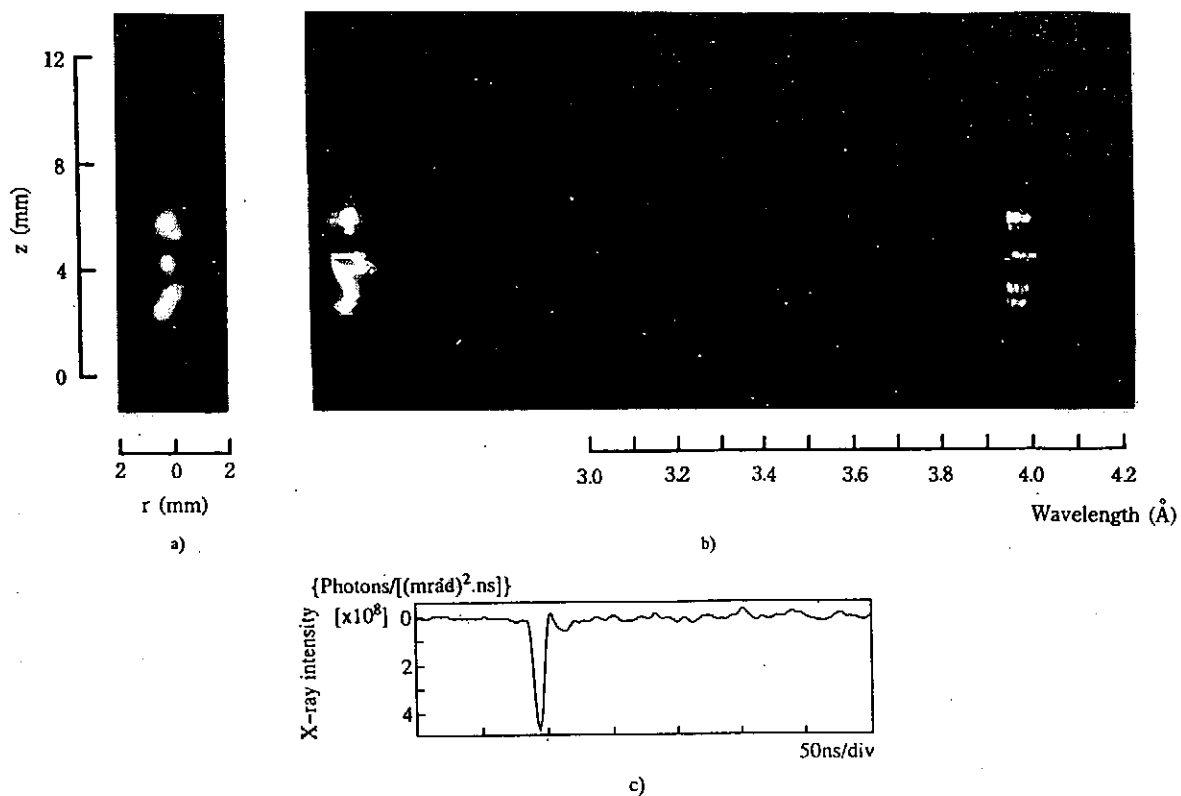 12
8
4
0
z (mm)
2 0 2
r (mm)
a)
3.0 3.2 3.4 3.6 3.8 4.0 4.2
Wavelength (Å)
b)
{Photons/[(mrad)².ns]}
[x10⁸]
0
2
4
X-ray intensity
50ns/div
c)